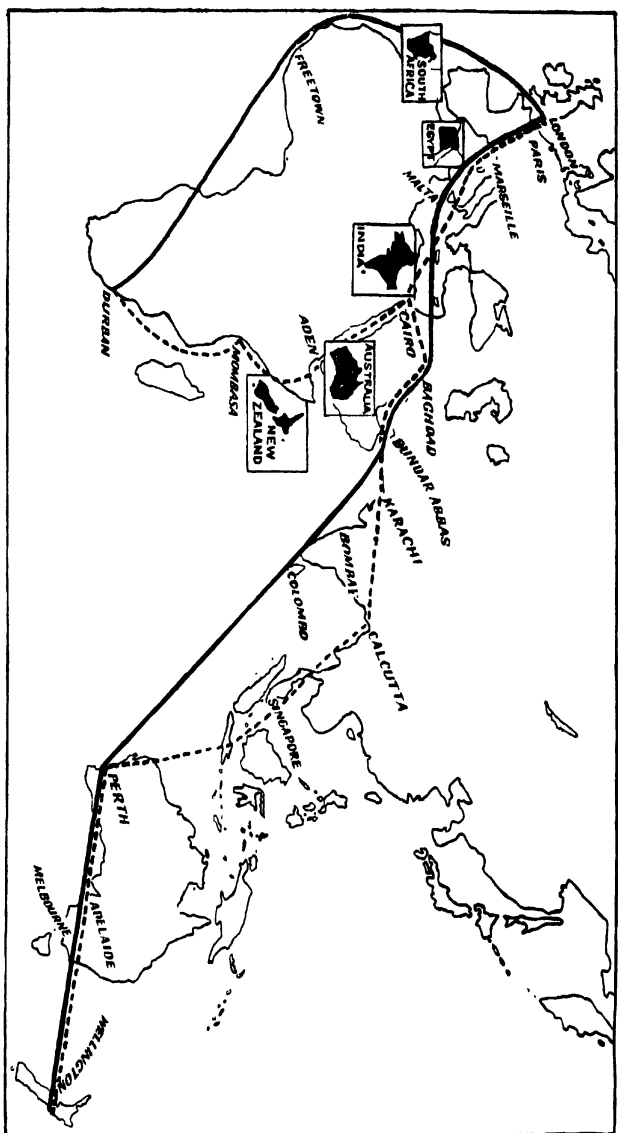 LONDON
PARIS
MARSEILLE
MALTA
SOUTH
AFRICA
EGYPT
INDIA
AUSTRALIA
NEW
ZEALAND
FREETOWN
DURBAN
MOMBASA
ADEN
CAIRO
BAGHDAD
BUNDAR ABBAS
KARACHI
BOMBAY
COLOMBO
CALCUTTA
SINGAPORE
PERTH
ADELAIDE
MELBOURNE
WELLINGTON